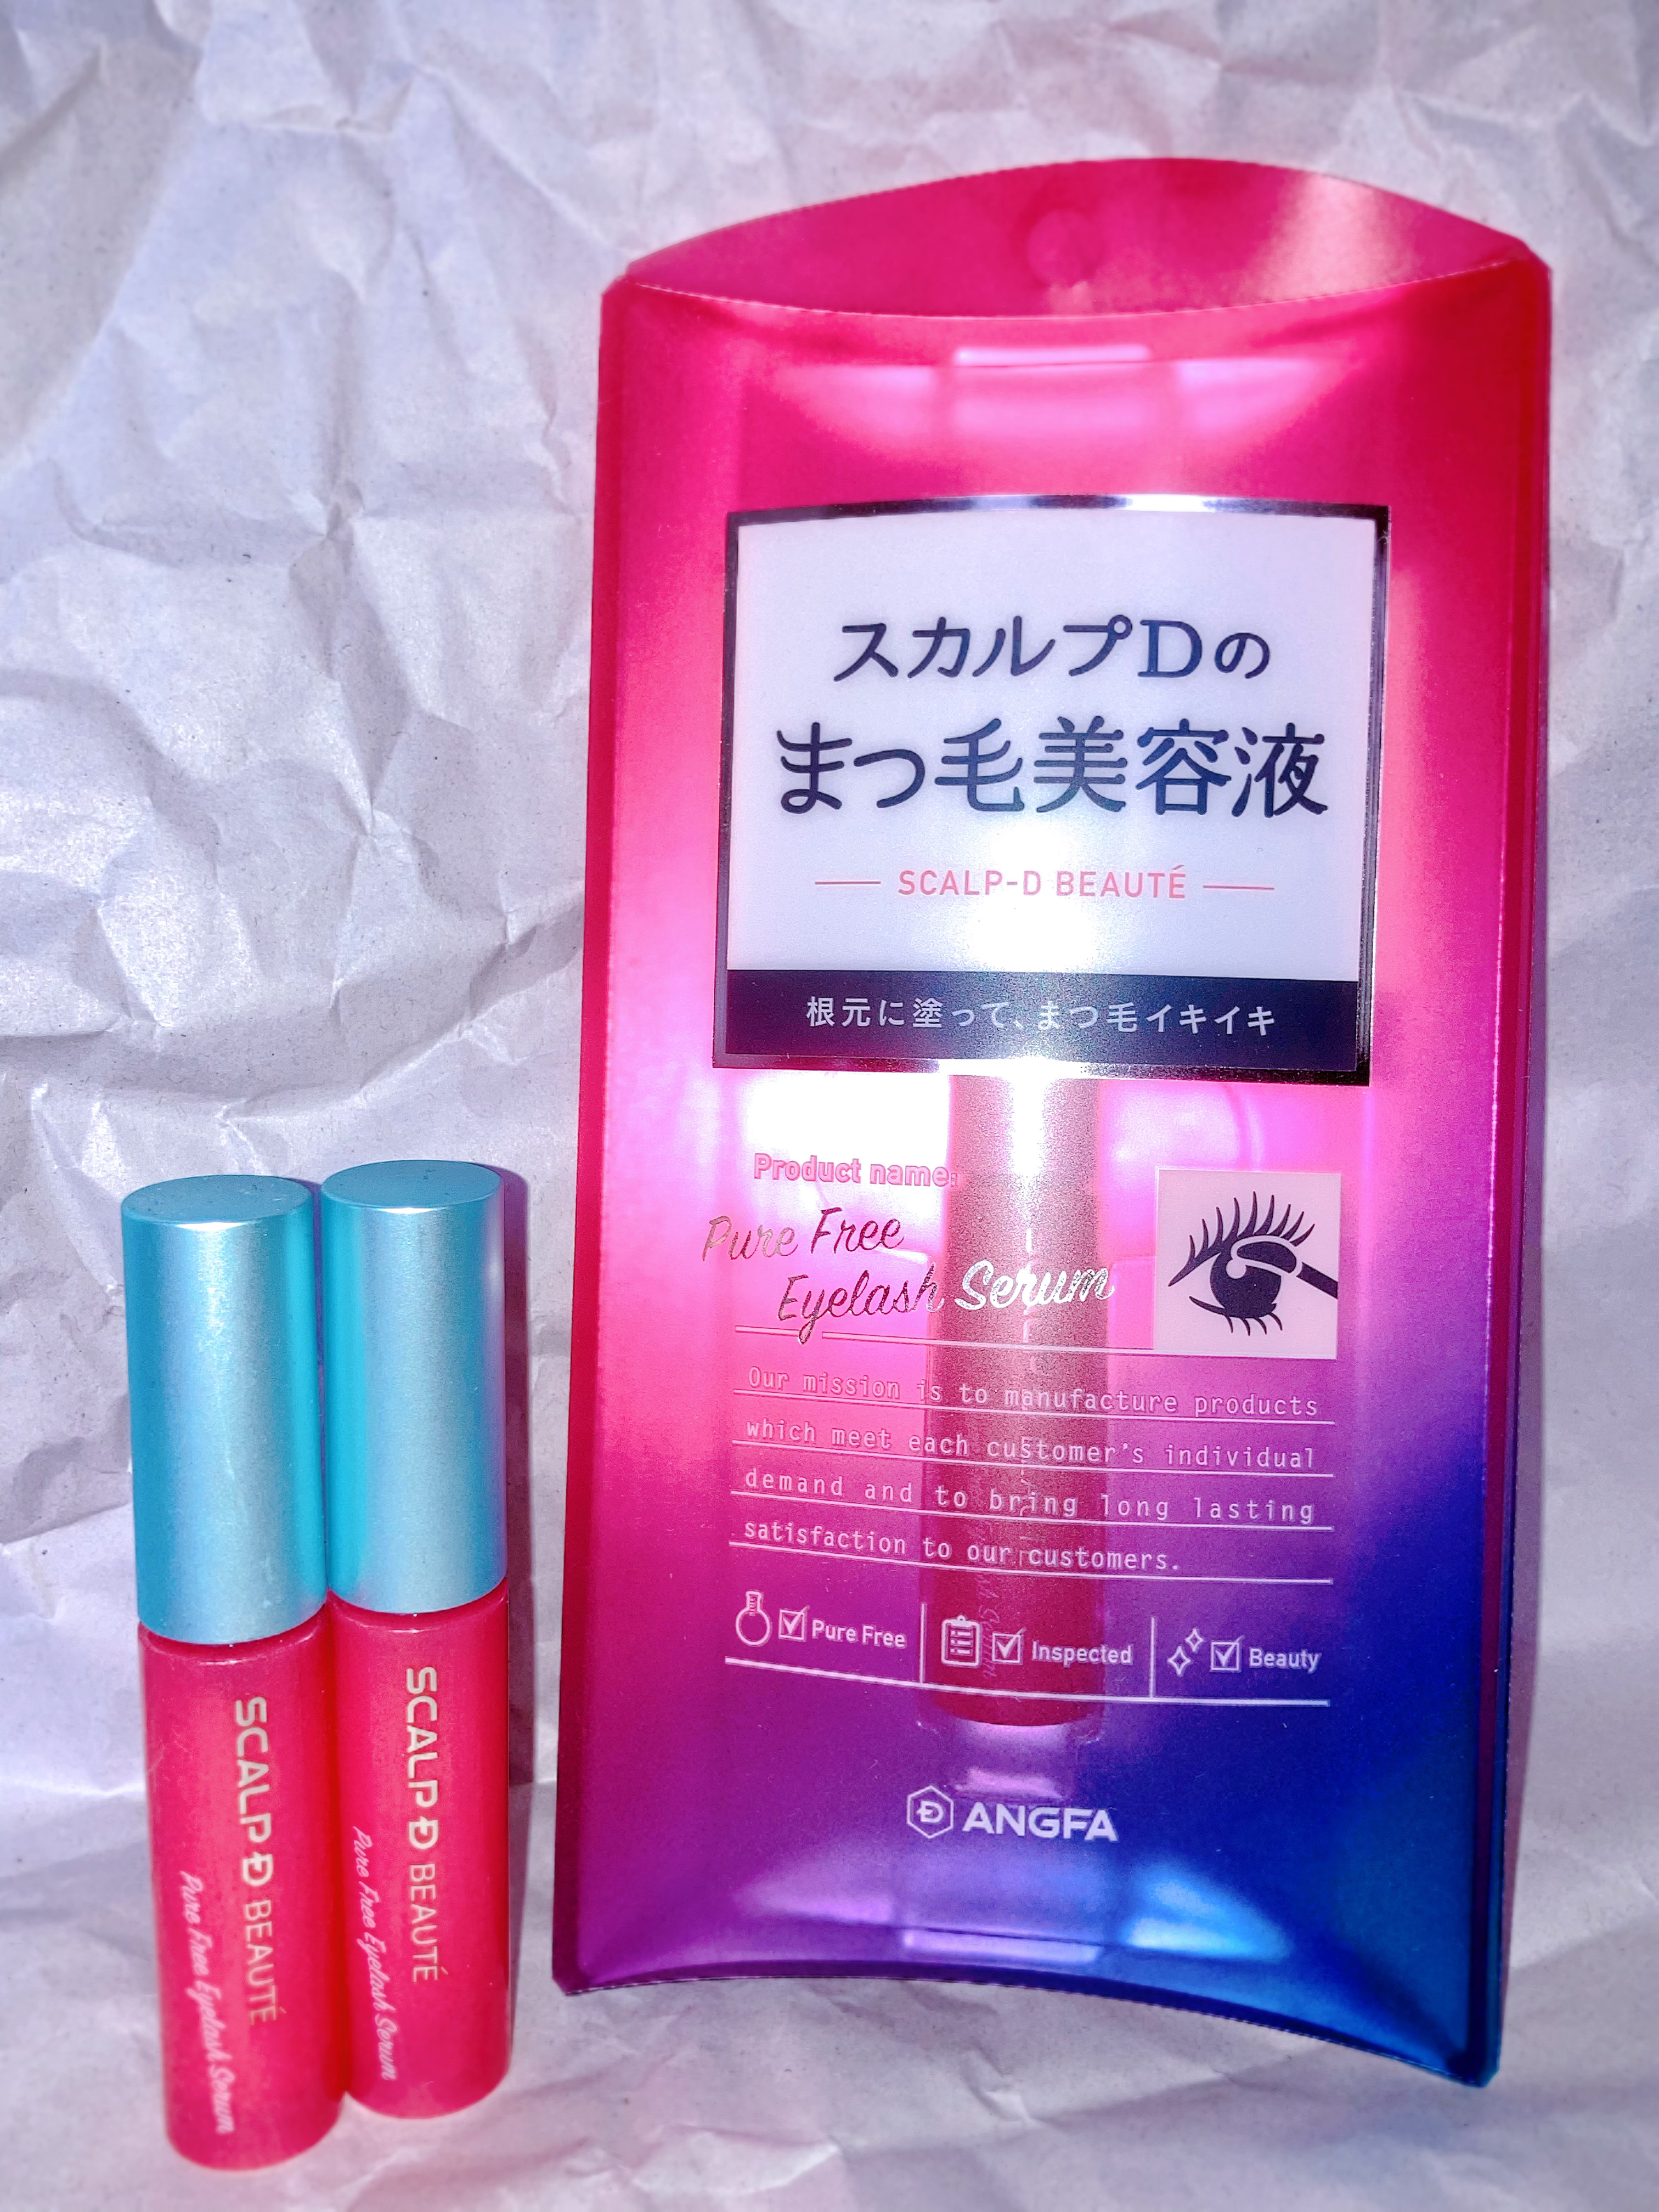 スカルプDの
まつ毛美容液
SCALP-D BEAUTÉ
根元に塗って、まつ毛イキイキ
Product name:
Pure Free
Eyelash Serum
Our mission is to manufacture products
which meet each customer's individual
demand and to bring long lasting
satisfaction to our customers.
Pure Free
Inspected
Beauty
ANGFA
SCALP-D BEAUTÉ
Pure Free Eyelash Serum
SCALP-D BEAUTÉ
Pure Free Eyelash Serum